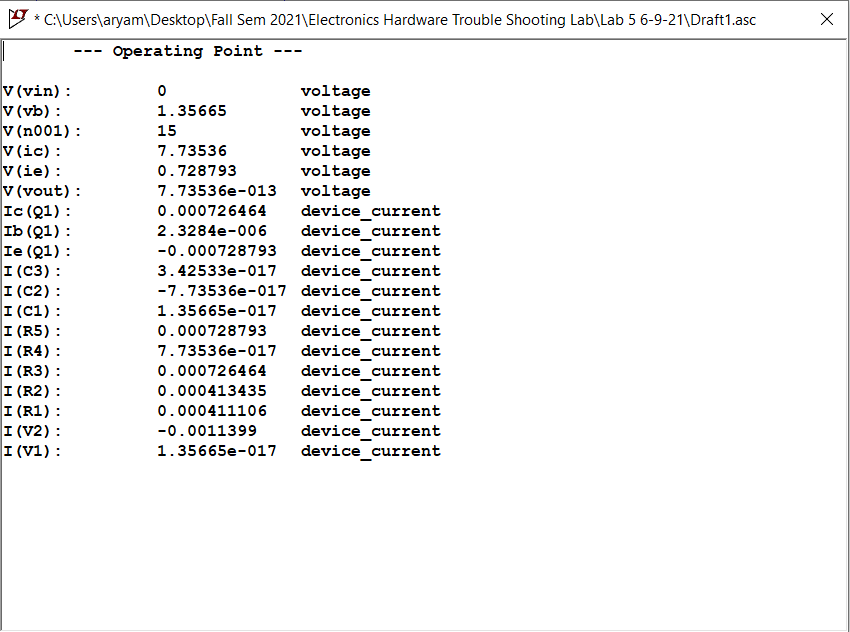 * C:\Users\aryam\Desktop\Fall Sem 2021\Electronics Hardware Trouble Shooting Lab\Lab 5 6-9-21\Draft1.asc
--- Operating Point ---
V(vin): 0 voltage
V(vb): 1.35665 voltage
V(n001): 15 voltage
V(ic): 7.73536 voltage
V(ie): 0.728793 voltage
V(vout): 7.73536e-013 voltage
Ic(Q1): 0.000726464 device_current
Ib(Q1): 2.3284e-006 device_current
Ie(Q1): -0.000728793 device_current
I(C3): 3.42533e-017 device_current
I(C2): -7.73536e-017 device_current
I(C1): 1.35665e-017 device_current
I(R5): 0.000728793 device_current
I(R4): 7.73536e-017 device_current
I(R3): 0.000726464 device_current
I(R2): 0.000413435 device_current
I(R1): 0.000411106 device_current
I(V2): -0.0011399 device_current
I(V1): 1.35665e-017 device_current